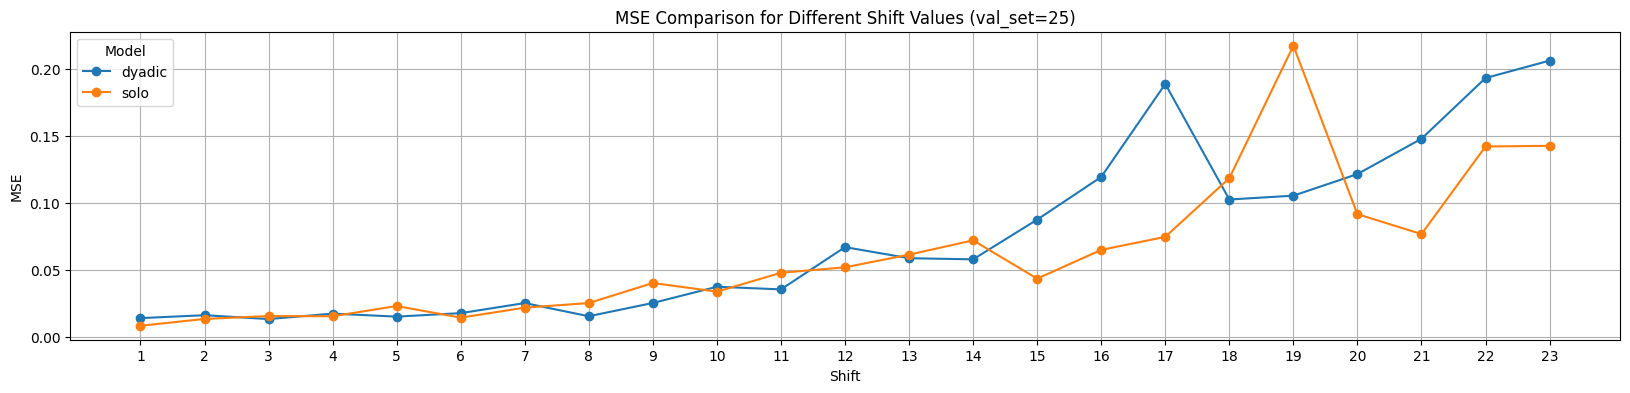 MSE Comparison for Different Shift Values (val_set=25)
Model
dyadic
solo
MSE
0.20
0.15
0.10
0.05
0.00
1 2 3 4 5 6 7 8 9 10 11 12 13 14 15 16 17 18 19 20 21 22 23
Shift